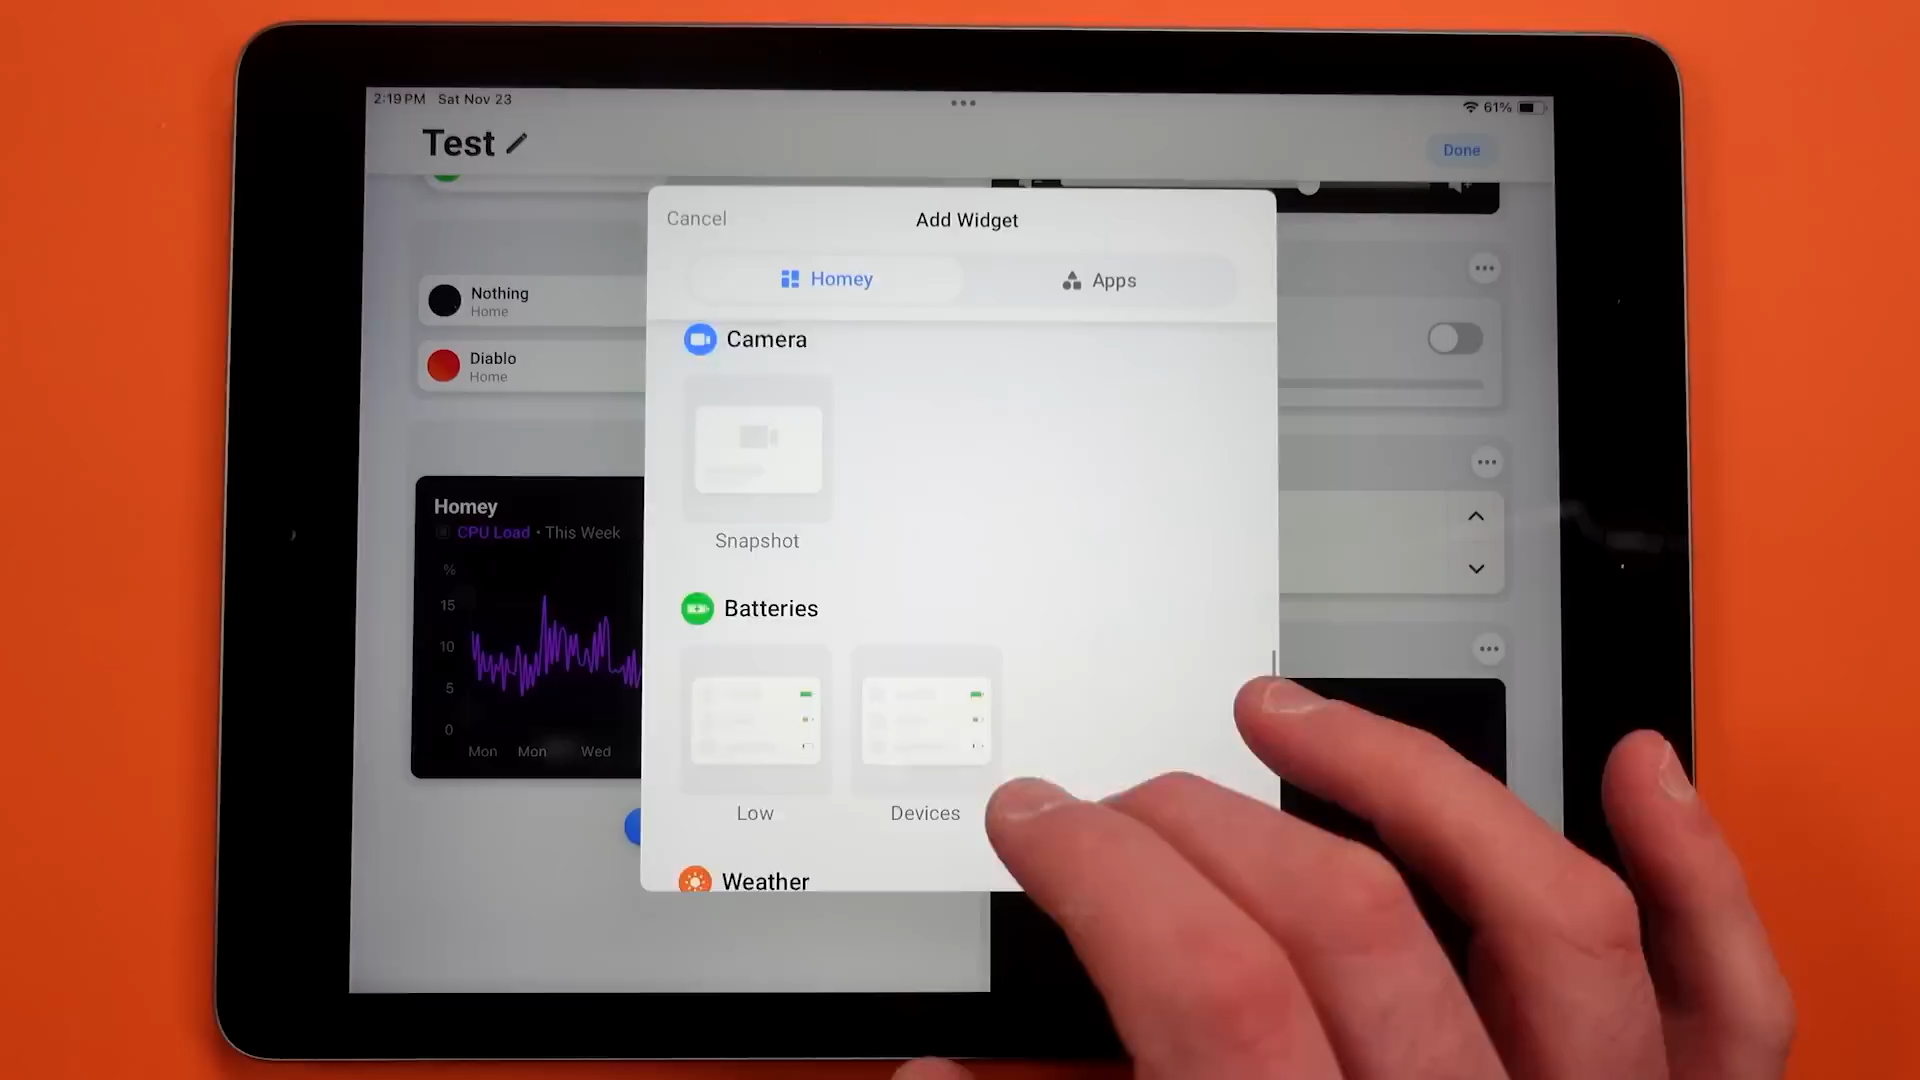 2:19 PM Sat Nov 23
61%
Test
Done
Cancel
Add Widget
Homey
Apps
Camera
Snapshot
Batteries
Low
Devices
Weather
Nothing
Home
Diablo
Home
Homey
CPU Load • This Week
%
15
10
5
0
Mon Mon Wed